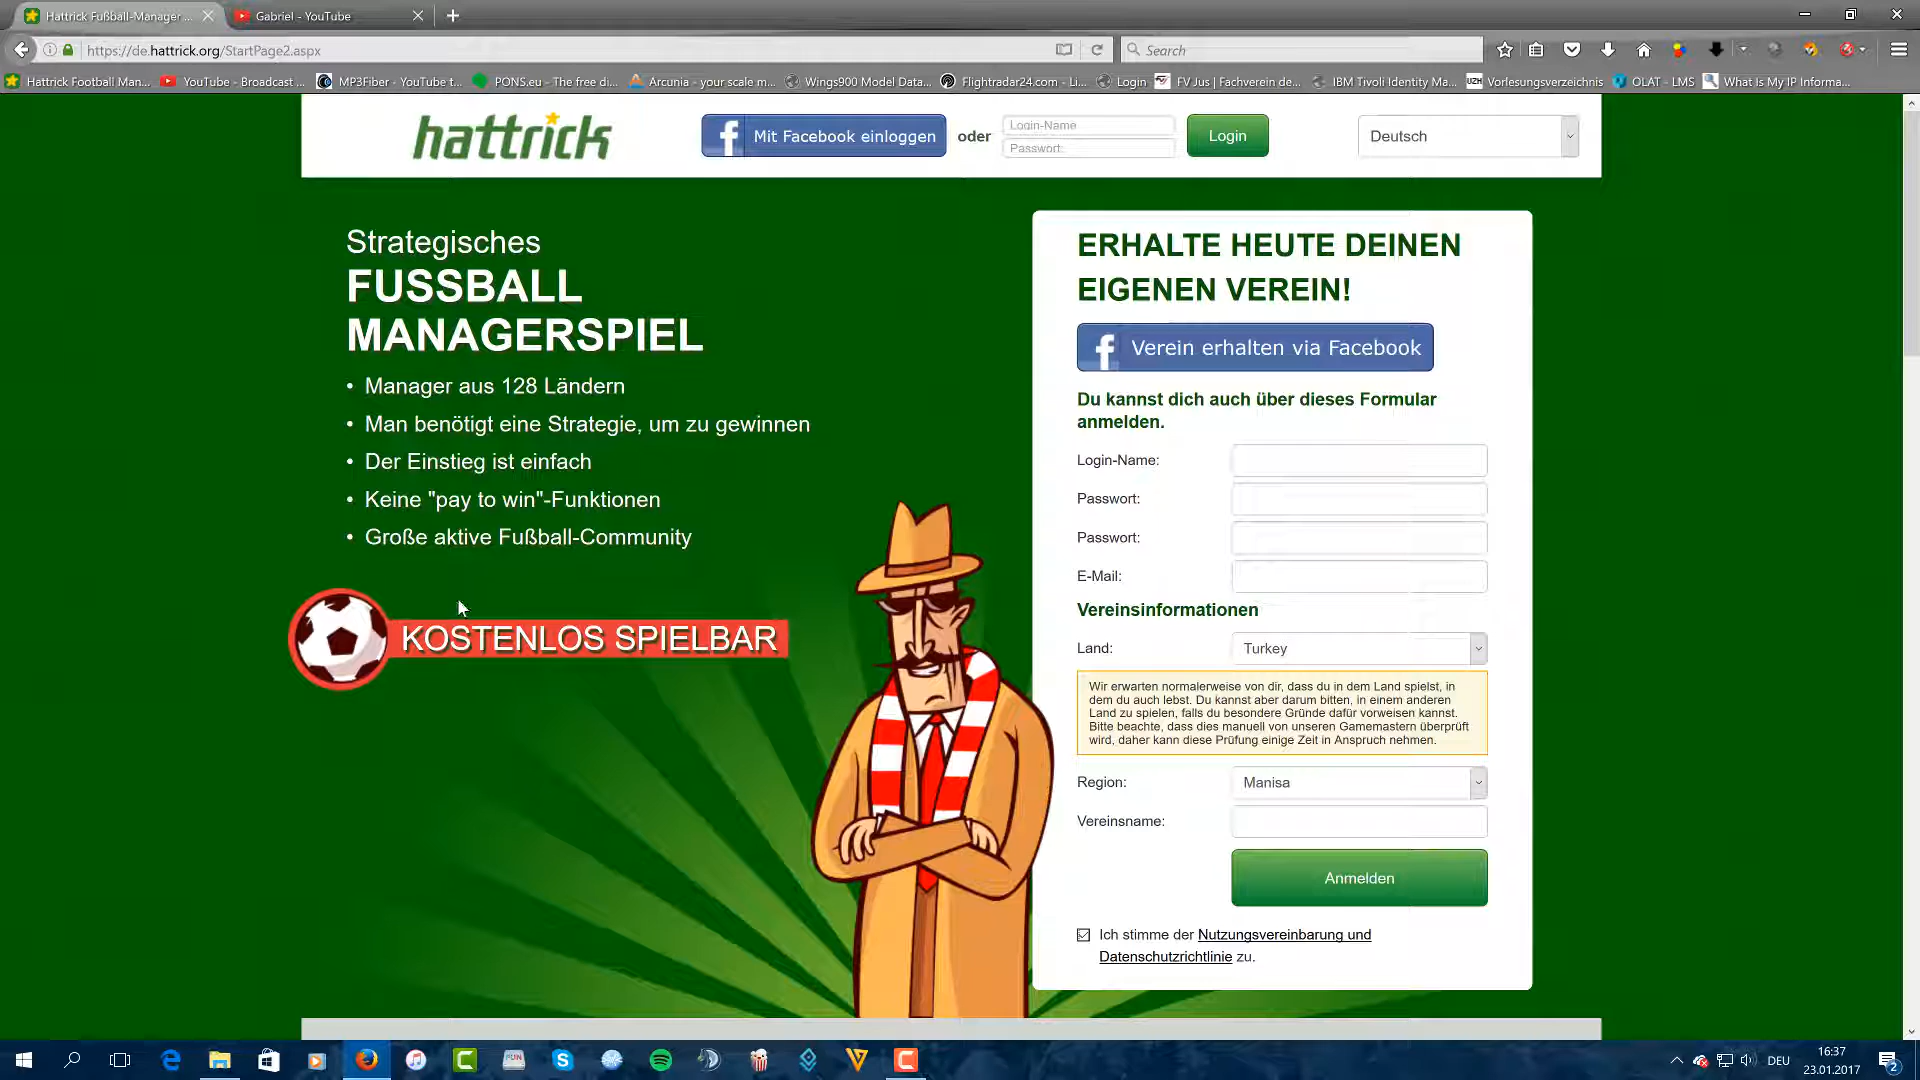 Hattrick Fußball-Manager ...
Gabriel - YouTube
https://de.hattrick.org/StartPage2.aspx
Search
Hattrick Football Man...
YouTube - Broadcast ...
MP3Fiber - YouTube t...
PONS.eu - The free di...
Arcunia - your scale m...
Wings900 Model Data...
Flightradar24.com - Li...
Login
FV Jus | Fachverein de...
IBM Tivoli Identity Ma...
UZH Vorlesungsverzeichnis
OLAT - LMS
What Is My IP Informa...
hattrick
Mit Facebook einloggen
oder
Login-Name
Passwort:
Login
Deutsch
Strategisches
FUSSBALL
MANAGERSPIEL
• Manager aus 128 Ländern
• Man benötigt eine Strategie, um zu gewinnen
• Der Einstieg ist einfach
• Keine "pay to win"-Funktionen
• Große aktive Fußball-Community
KOSTENLOS SPIELBAR
ERHALTE HEUTE DEINEN
EIGENEN VEREIN!
Verein erhalten via Facebook
Du kannst dich auch über dieses Formular
anmelden.
Login-Name:
Passwort:
Passwort:
E-Mail:
Vereinsinformationen
Land:
Turkey
Wir erwarten normalerweise von dir, dass du in dem Land spielst, in
dem du auch lebst. Du kannst aber darum bitten, in einem anderen
Land zu spielen, falls du besondere Gründe dafür vorweisen kannst.
Bitte beachte, dass dies manuell von unseren Gamemastern überprüft
wird, daher kann diese Prüfung einige Zeit in Anspruch nehmen.
Region:
Manisa
Vereinsname:
Anmelden
Ich stimme der Nutzungsvereinbarung und
Datenschutzrichtlinie zu.
DEU
16:37
23.01.2017
2